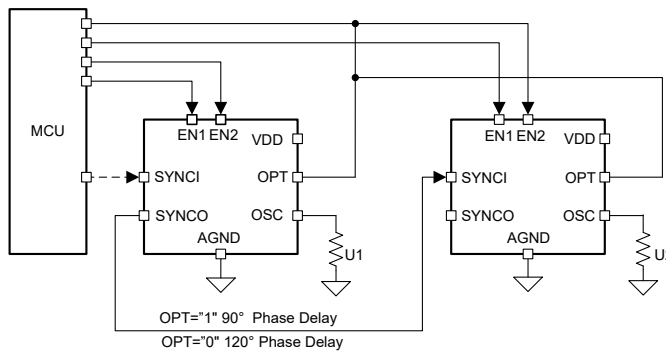 MCU
EN1 EN2
VDD
SYNCI
OPT
SYNCO
OSC
AGND
U1
EN1 EN2
VDD
SYNCI
OPT
SYNCO
OSC
AGND
OPT="1" 90° Phase Delay
OPT="0" 120° Phase Delay